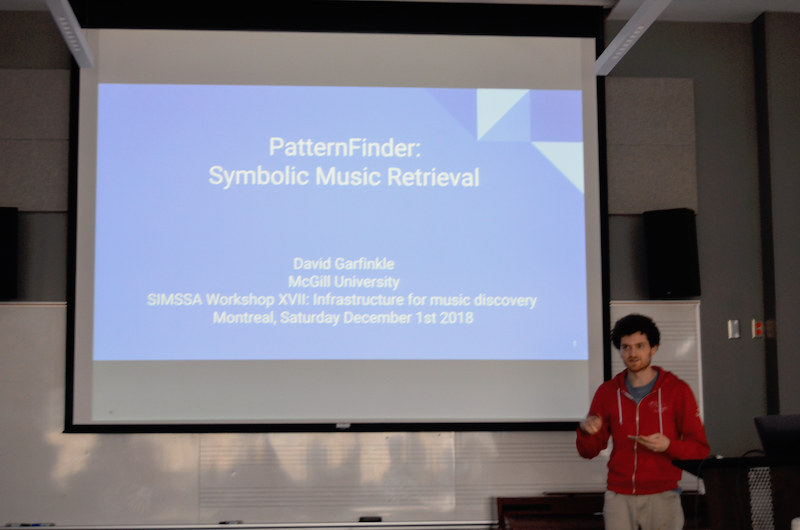 PatternFinder:
Symbolic Music Retrieval
David Garfinkle
McGill University
SIMSSA Workshop XVII: Infrastructure for music discovery
Montreal, Saturday December 1st 2018
1